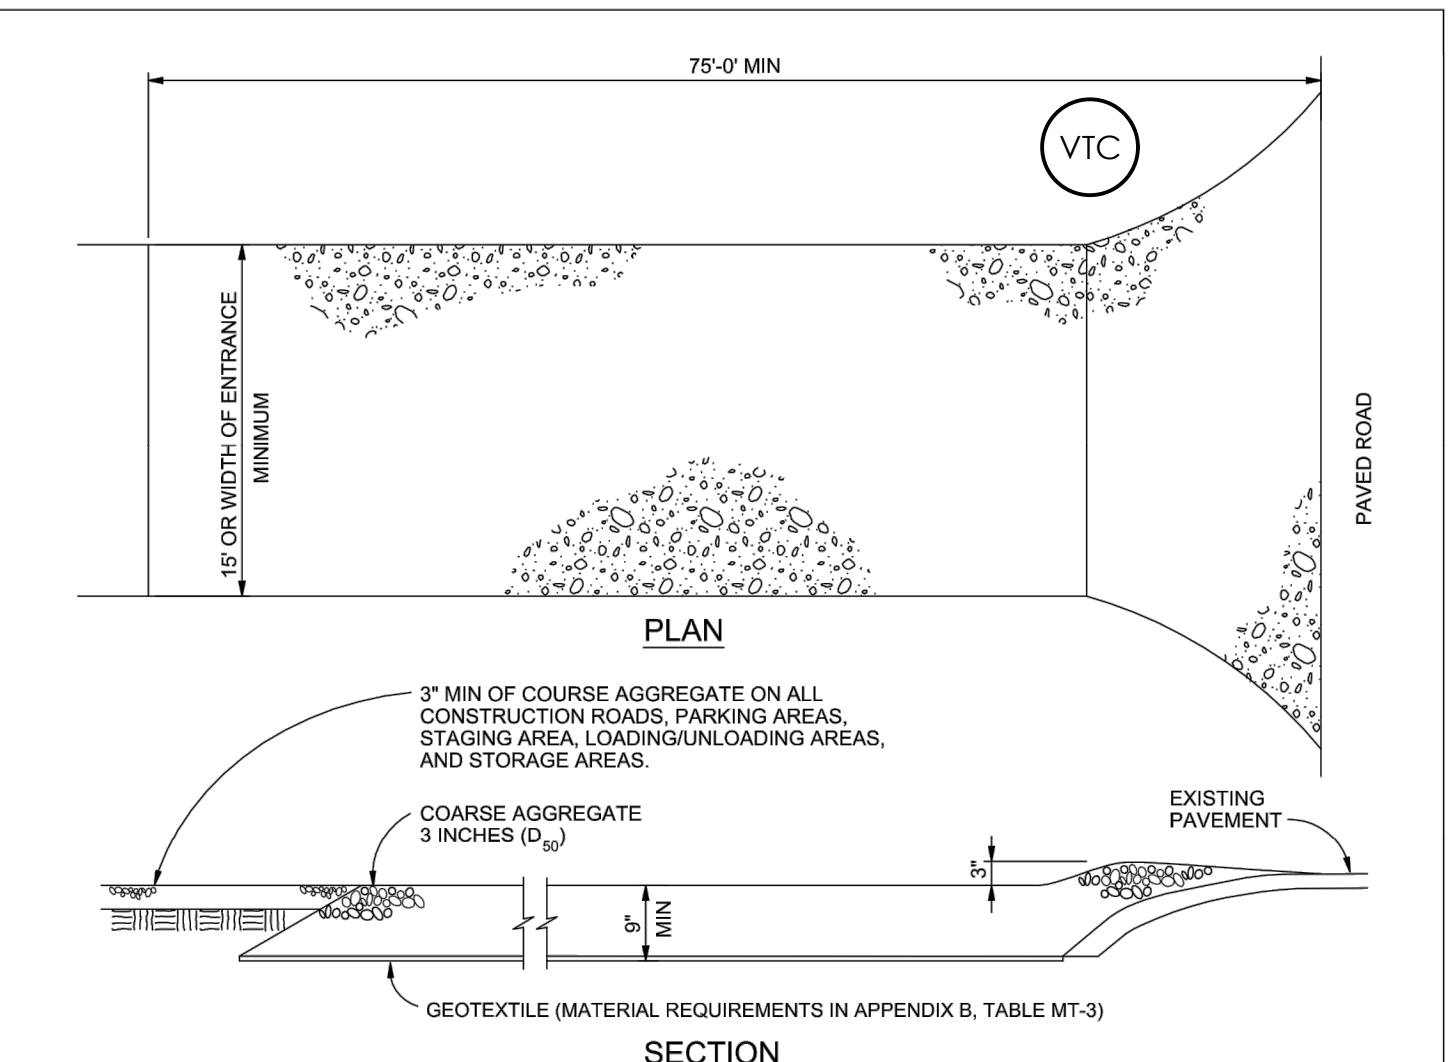 75'-0' MIN
VTC
15' OR WIDTH OF ENTRANCE
MINIMUM
PAVED ROAD
PLAN
3" MIN OF COURSE AGGREGATE ON ALL
CONSTRUCTION ROADS, PARKING AREAS,
STAGING AREA, LOADING/UNLOADING AREAS,
AND STORAGE AREAS.
COARSE AGGREGATE
3 INCHES (D50)
EXISTING
PAVEMENT
3"
9"
MIN
GEOTEXTILE (MATERIAL REQUIREMENTS IN APPENDIX B, TABLE MT-3)
SECTION